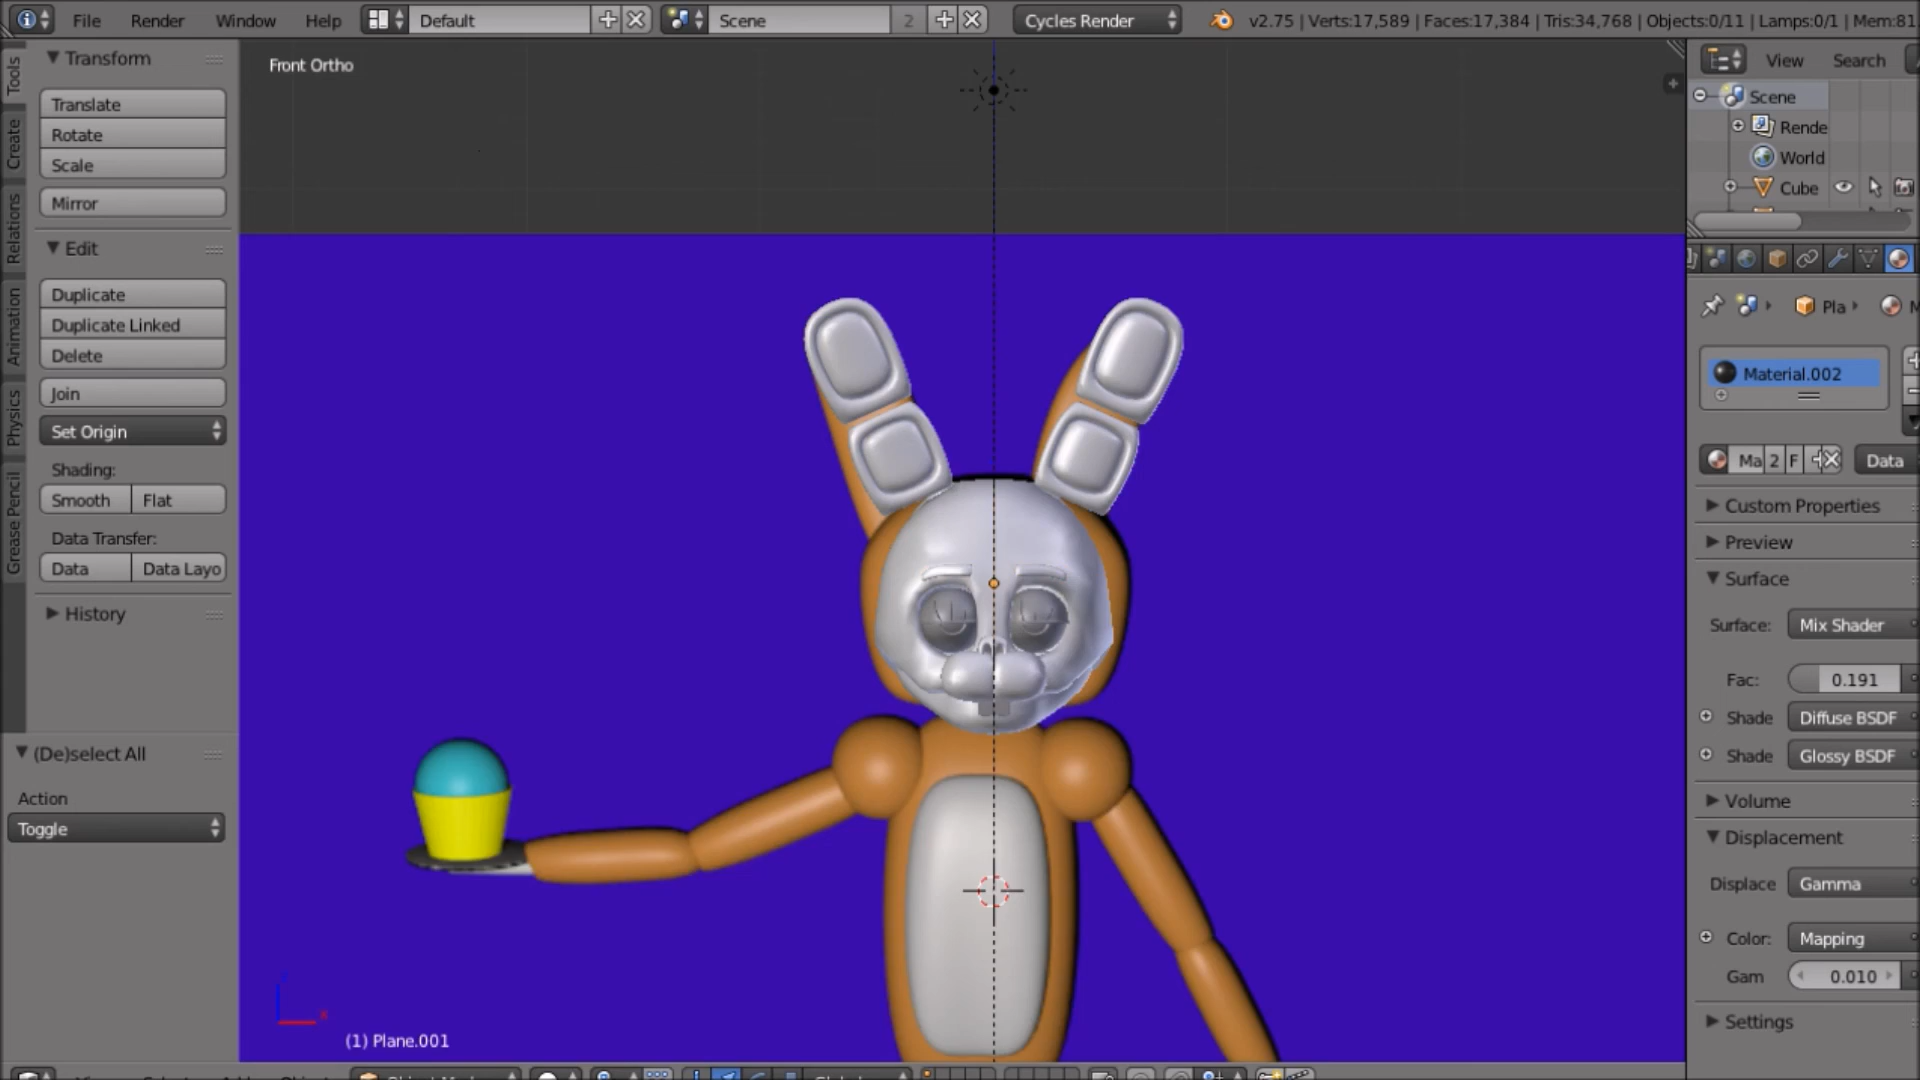 File Render Window Help Default Scene 2 Cycles Render v2.75 | Verts:17,589 | Faces:17,384 | Tris:34,768 | Objects:0/11 | Lamps:0/1 | Mem:81
Tools
Create
Relations
Animation
Physics
Grease Pencil
Transform
Translate
Rotate
Scale
Mirror
Edit
Duplicate
Duplicate Linked
Delete
Join
Set Origin
Shading:
Smooth Flat
Data Transfer:
Data Data Layo
History
(De)select All
Action
Toggle
Front Ortho
(1) Plane.001
View Search
Scene
Rende
World
Cube
Pla M
Material.002
Ma 2 F Data
Custom Properties
Preview
Surface
Surface: Mix Shader
Fac: 0.191
Shade Diffuse BSDF
Shade Glossy BSDF
Volume
Displacement
Displace Gamma
Color: Mapping
Gam 0.010
Settings